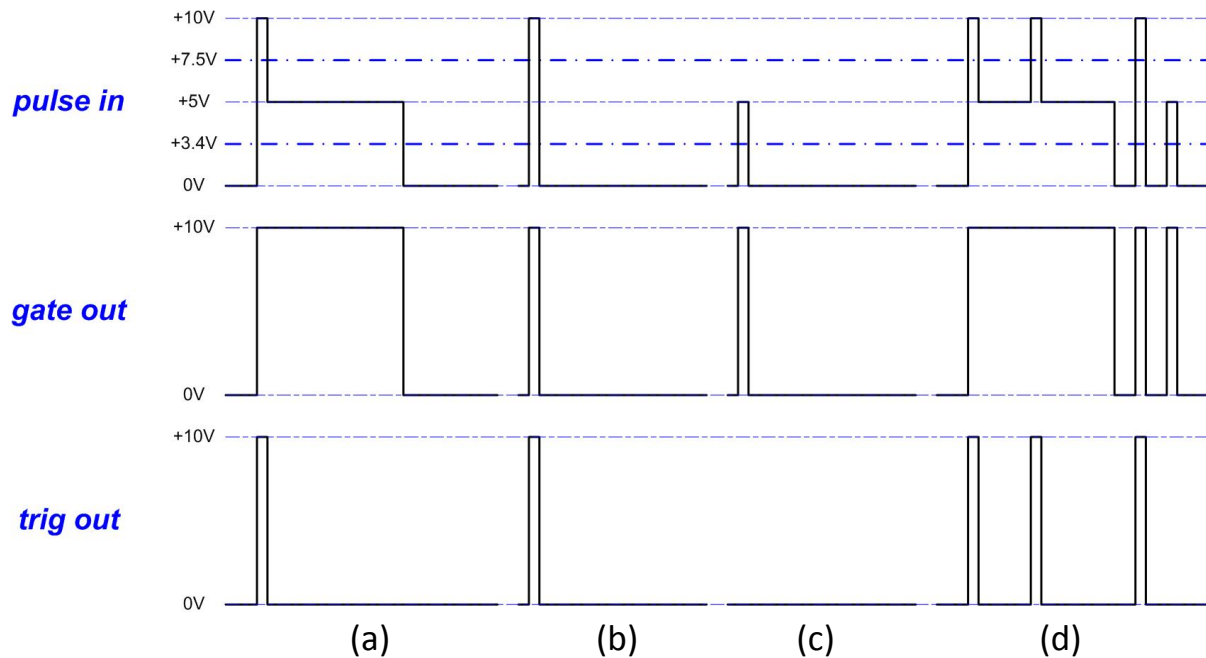 +10V
+7.5V
pulse in
+5V
+3.4V
0V
+10V
gate out
0V
+10V
trig out
0V
(a) (b) (c) (d)